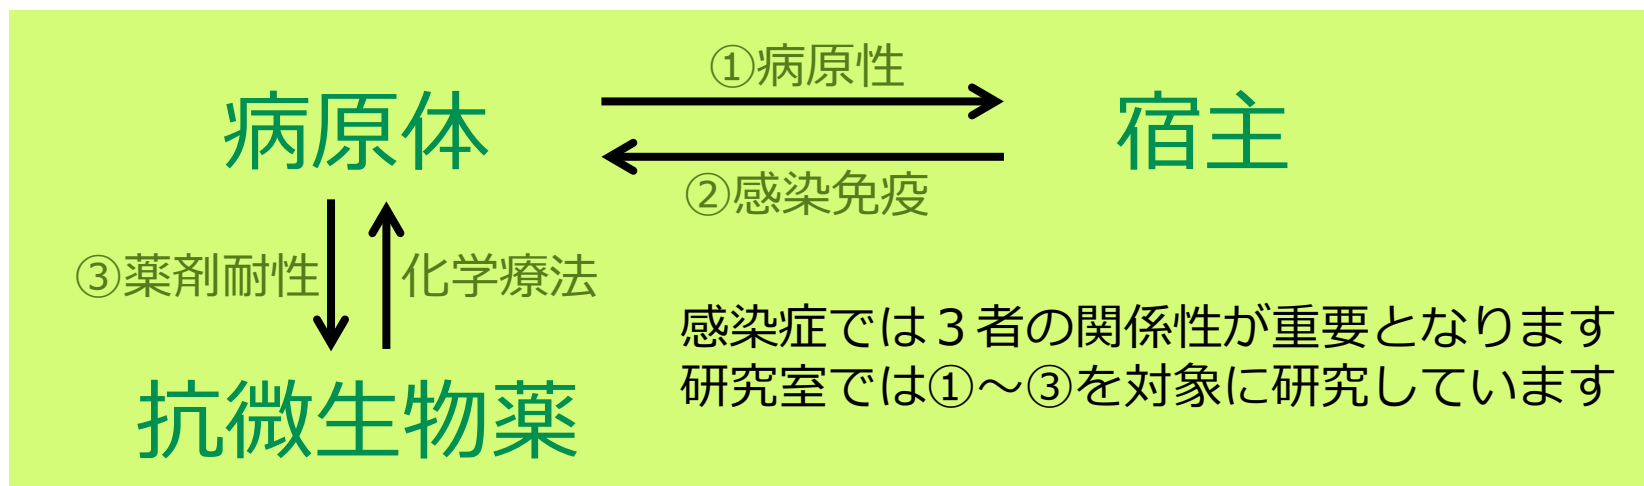 ①病原性
病原体
宿主
②感染免疫
③薬剤耐性
化学療法
感染症では３者の関係性が重要となります
研究室では①～③を対象に研究しています
抗微生物薬